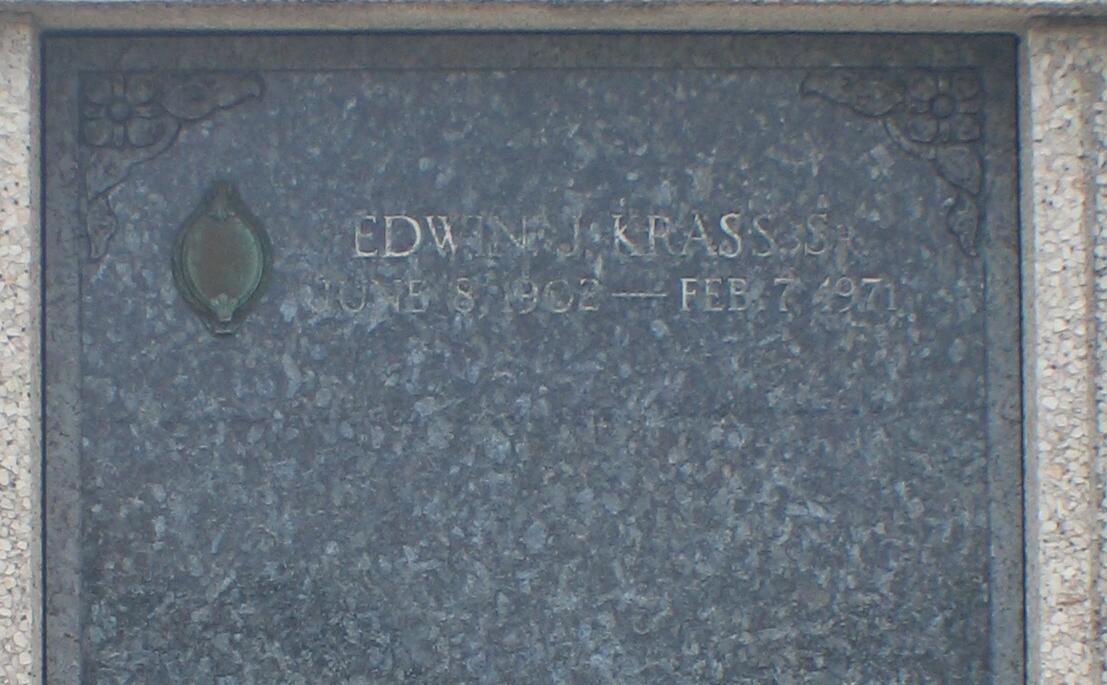 EDWIN J. KRASS, Sr.
JUNE 8, 1902 — FEB. 7, 1971